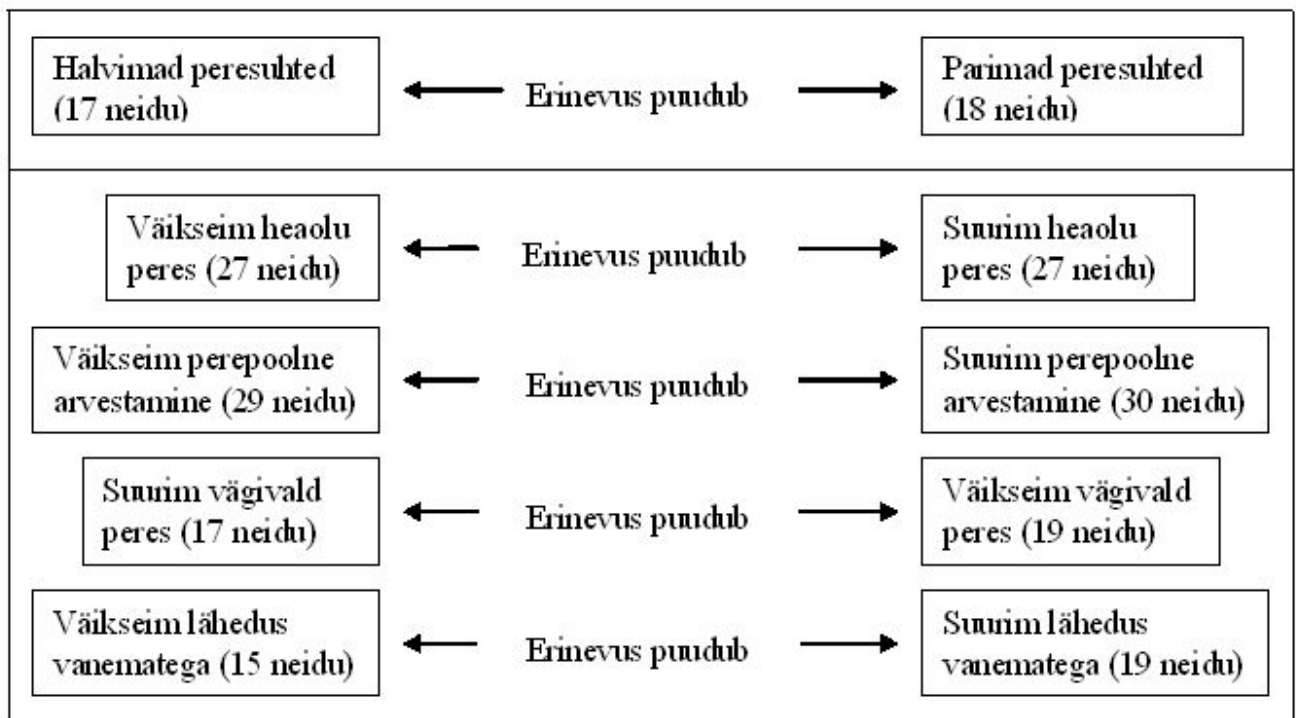 Halvimad peresuhted
(17 neidu)
Erinevus puudub
Parimad peresuhted
(18 neidu)
Väikseim heaolu
peres (27 neidu)
Erinevus puudub
Suurim heaolu
peres (27 neidu)
Väikseim perepoolne
arvestamine (29 neidu)
Erinevus puudub
Suurim perepoolne
arvestamine (30 neidu)
Suurim vägivald
peres (17 neidu)
Erinevus puudub
Väikseim vägivald
peres (19 neidu)
Väikseim lähedus
vanematega (15 neidu)
Erinevus puudub
Suurim lähedus
vanematega (19 neidu)